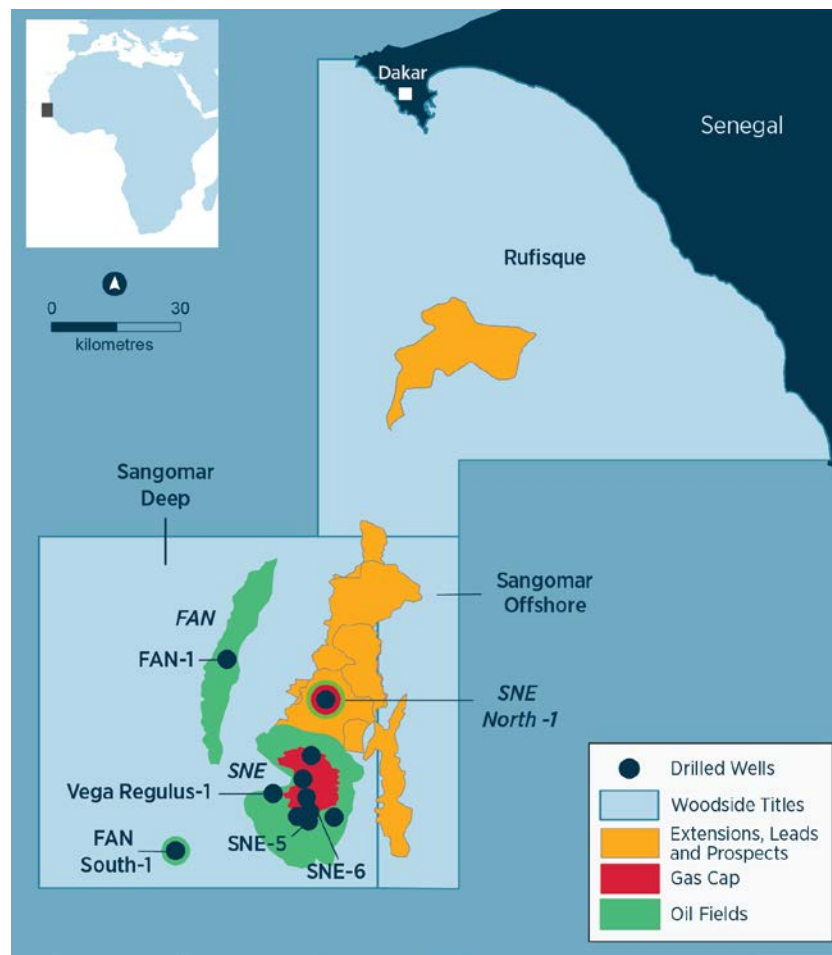 Dakar
Senegal
Rufisque
0 30
kilometres
Sangomar
Deep
Sangomar
Offshore
FAN
FAN-1
SNE
North -1
SNE
Vega Regulus-1
FAN
South-1
SNE-5
SNE-6
Drilled Wells
Woodside Titles
Extensions, Leads
and Prospects
Gas Cap
Oil Fields